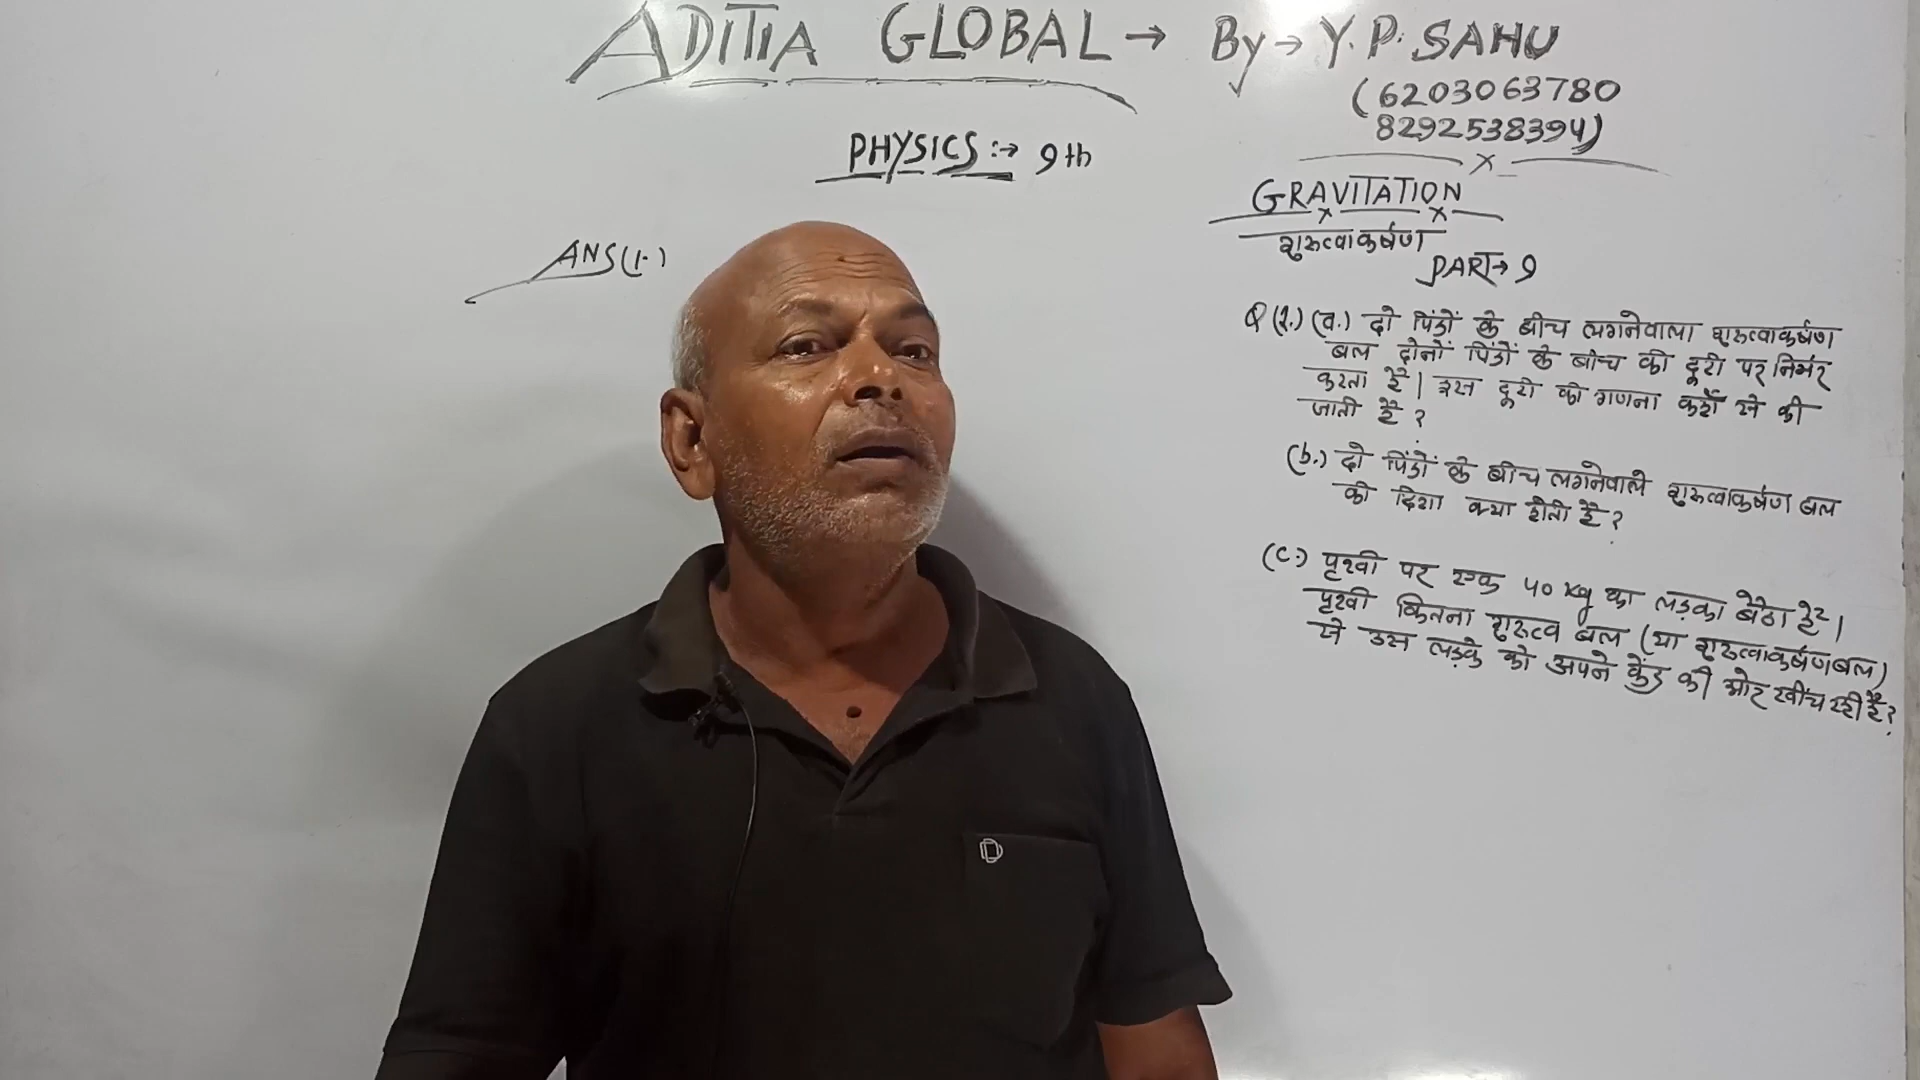 ADITIA GLOBAL → By → Y. P. SAHU
(6203063780
8292538394)
PHYSICS :→ 9th
GRAVITATION
गुरुत्वाकर्षण
PART → 9
ANS (1.)
Q (1.) (a.) दो पिंडों के बीच लगनेवाला गुरुत्वाकर्षण
बल दोनों पिंडों के बीच की दूरी पर निर्भर
करता है। इस दूरी की गणना कहाँ से की
जाती है ?
(b.) दो पिंडों के बीच लगनेवाले गुरुत्वाकर्षण बल
की दिशा क्या होती है ?
(c.) पृथ्वी पर एक 40 kg का लड़का बैठा है।
पृथ्वी कितना गुरुत्व बल (या गुरुत्वाकर्षण बल)
से उस लड़के को अपने केंद्र की ओर खींच रही है ?